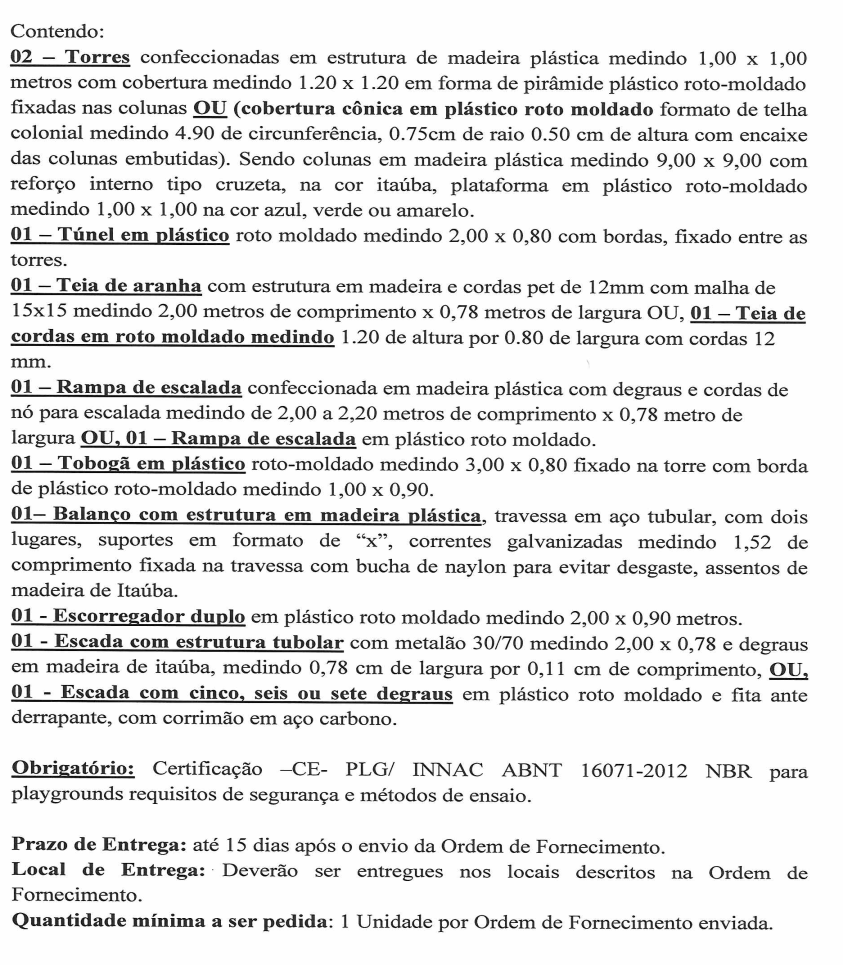 Contendo:
02 – Torres confeccionadas em estrutura de madeira plástica medindo 1,00 x 1,00
metros com cobertura medindo 1.20 x 1.20 em forma de pirâmide plástico roto-moldado
fixadas nas colunas OU (cobertura cônica em plástico roto moldado formato de telha
colonial medindo 4.90 de circunferência, 0.75cm de raio 0.50 cm de altura com encaixe
das colunas embutidas). Sendo colunas em madeira plástica medindo 9,00 x 9,00 com
reforço interno tipo cruzeta, na cor itaúba, plataforma em plástico roto-moldado
medindo 1,00 x 1,00 na cor azul, verde ou amarelo.
01 – Túnel em plástico roto moldado medindo 2,00 x 0,80 com bordas, fixado entre as
torres.
01 – Teia de aranha com estrutura em madeira e cordas pet de 12mm com malha de
15x15 medindo 2,00 metros de comprimento x 0,78 metros de largura OU, 01 – Teia de
cordas em roto moldado medindo 1.20 de altura por 0.80 de largura com cordas 12
mm.
01 – Rampa de escalada confeccionada em madeira plástica com degraus e cordas de
nó para escalada medindo de 2,00 a 2,20 metros de comprimento x 0,78 metro de
largura OU, 01 – Rampa de escalada em plástico roto moldado.
01 – Tobogã em plástico roto-moldado medindo 3,00 x 0,80 fixado na torre com borda
de plástico roto-moldado medindo 1,00 x 0,90.
01– Balanço com estrutura em madeira plástica, travessa em aço tubular, com dois
lugares, suportes em formato de “x”, correntes galvanizadas medindo 1,52 de
comprimento fixada na travessa com bucha de naylon para evitar desgaste, assentos de
madeira de Itaúba.
01 - Escorregador duplo em plástico roto moldado medindo 2,00 x 0,90 metros.
01 - Escada com estrutura tubolar com metalão 30/70 medindo 2,00 x 0,78 e degraus
em madeira de itaúba, medindo 0,78 cm de largura por 0,11 cm de comprimento, OU,
01 - Escada com cinco, seis ou sete degraus em plástico roto moldado e fita ante
derrapante, com corrimão em aço carbono.
Obrigatório: Certificação –CE- PLG/ INNAC ABNT 16071-2012 NBR para
playgrounds requisitos de segurança e métodos de ensaio.
Prazo de Entrega: até 15 dias após o envio da Ordem de Fornecimento.
Local de Entrega: Deverão ser entregues nos locais descritos na Ordem de
Fornecimento.
Quantidade mínima a ser pedida: 1 Unidade por Ordem de Fornecimento enviada.